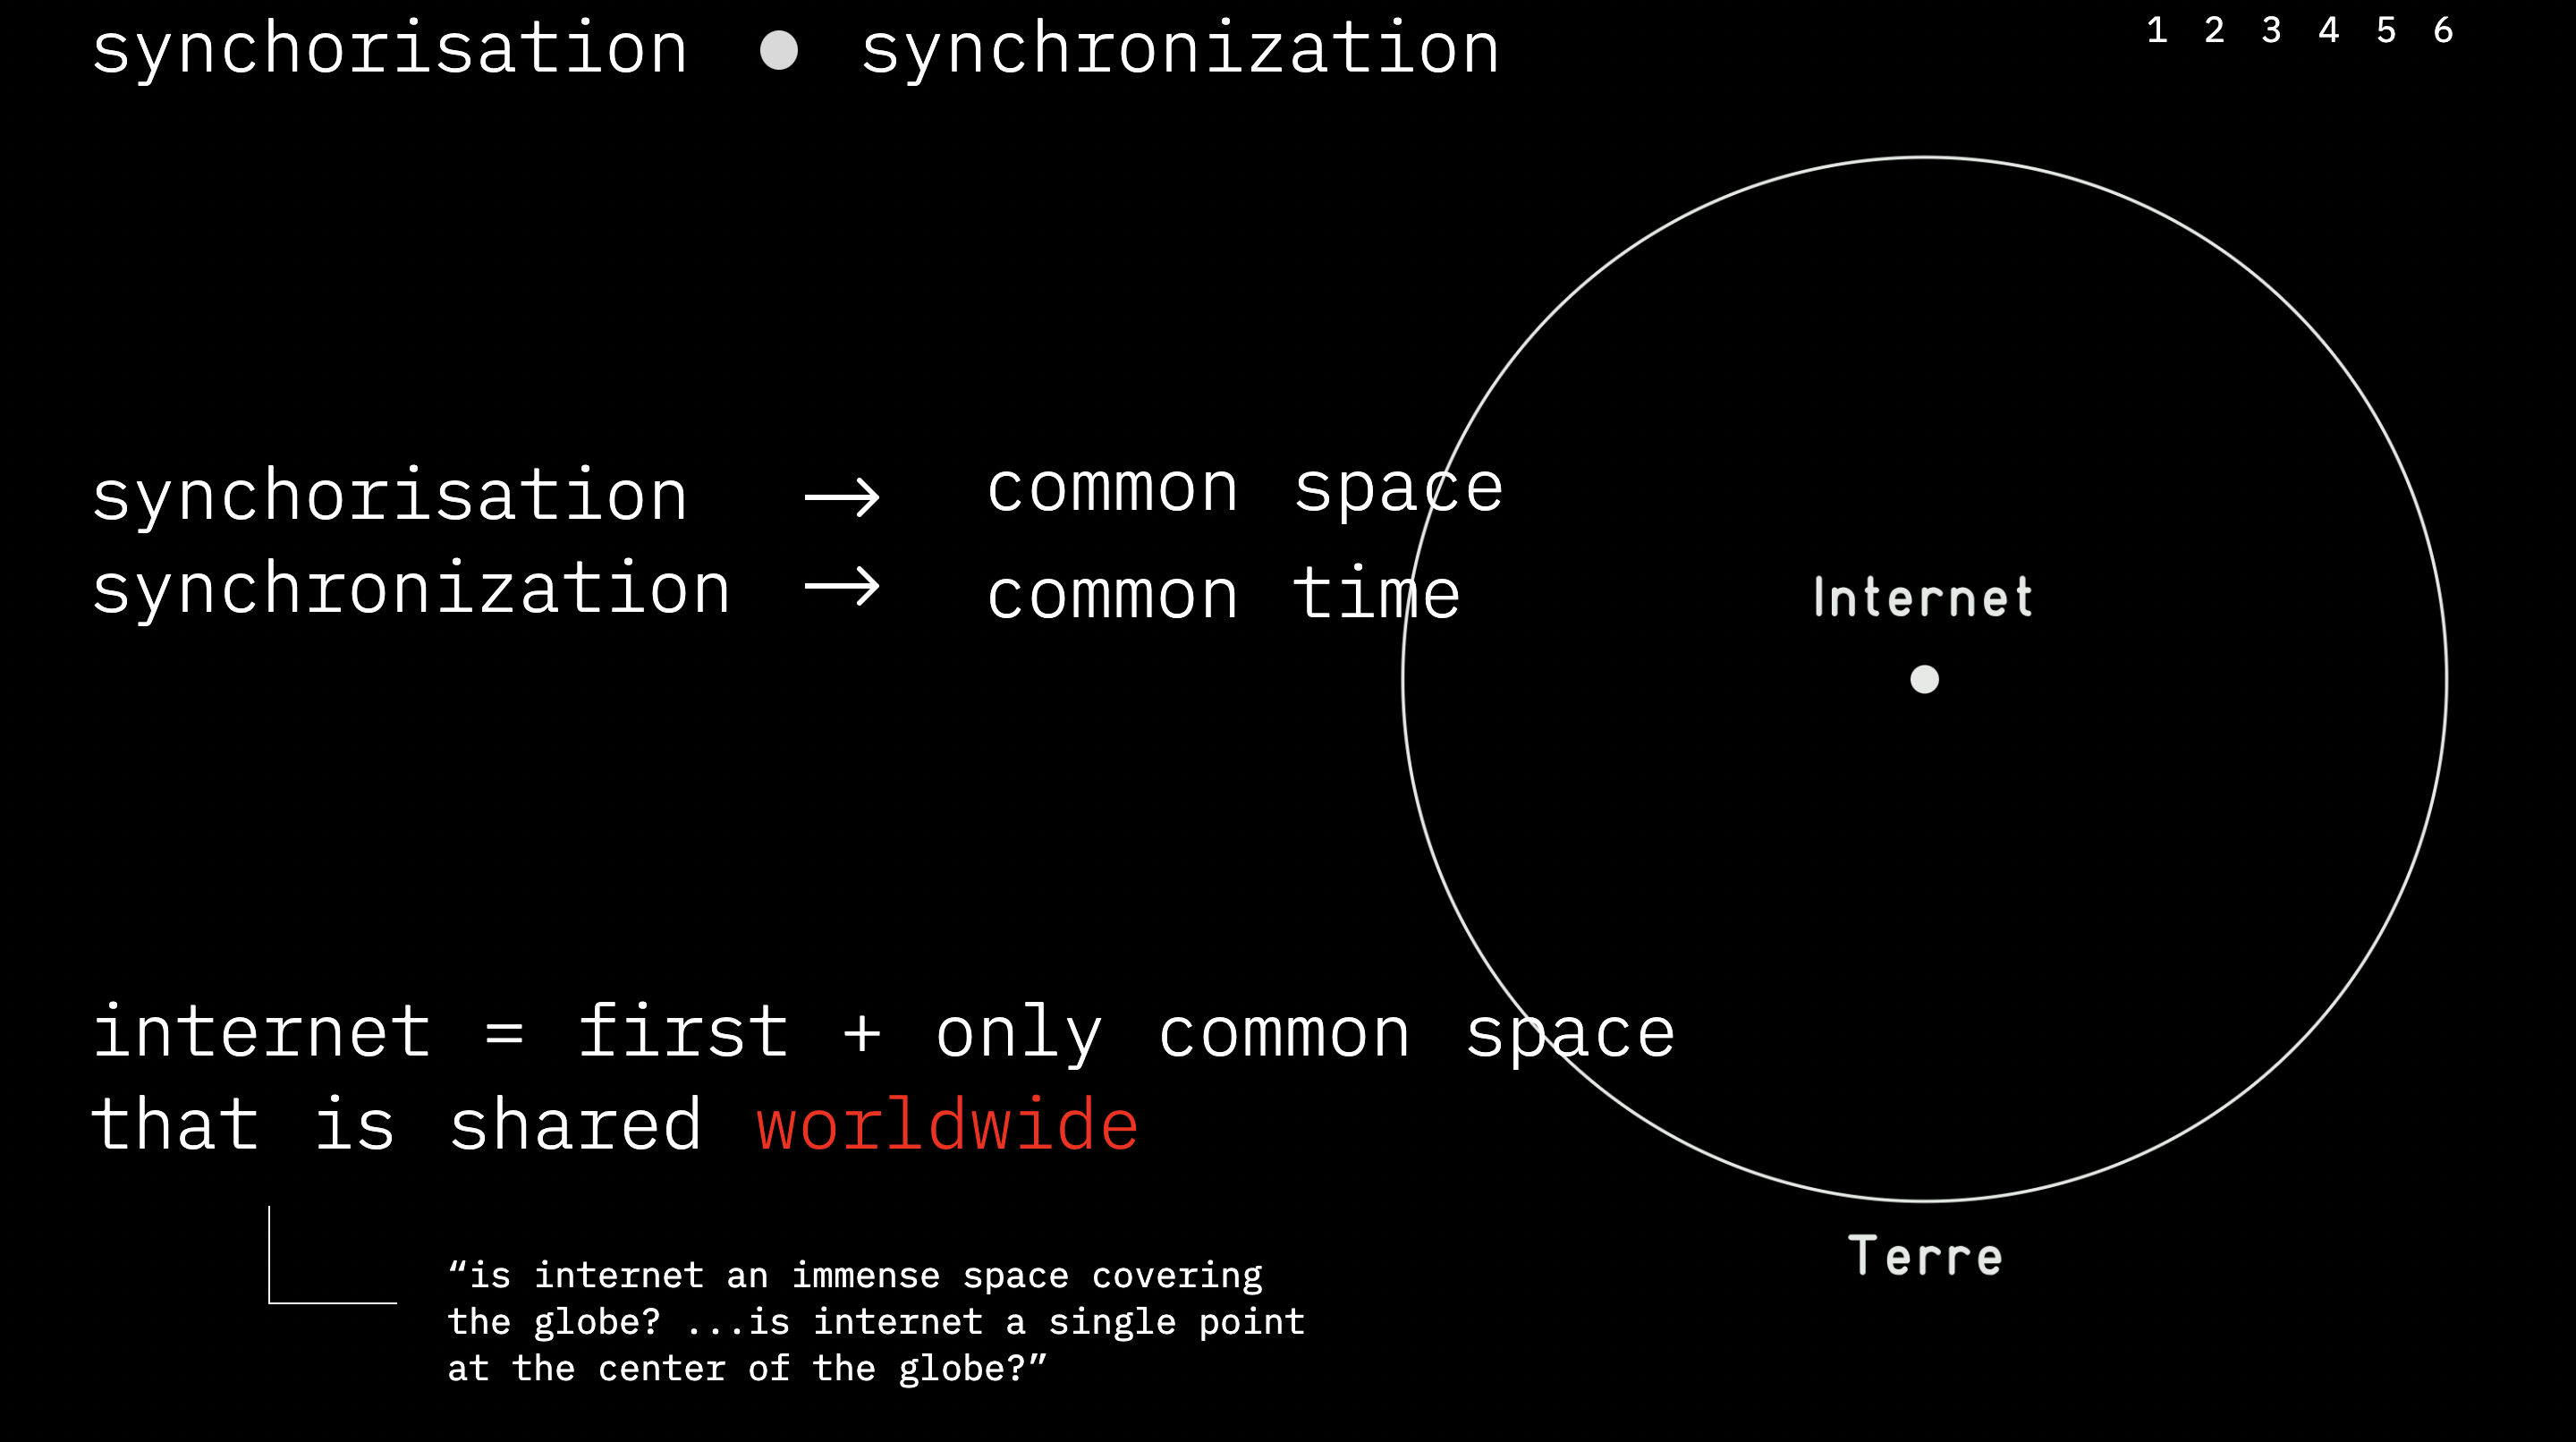 synchorisation ● synchronization
1 2 3 4 5 6
synchorisation → common space
synchronization → common time
Internet
internet = first + only common space
that is shared worldwide
“is internet an immense space covering
the globe? ...is internet a single point
at the center of the globe?”
Terre